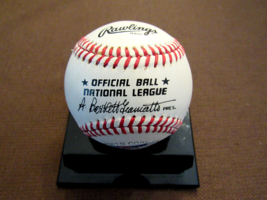 Rawlings
★ OFFICIAL BALL ★
NATIONAL LEAGUE
A. Bartlett Giamatti PRES.